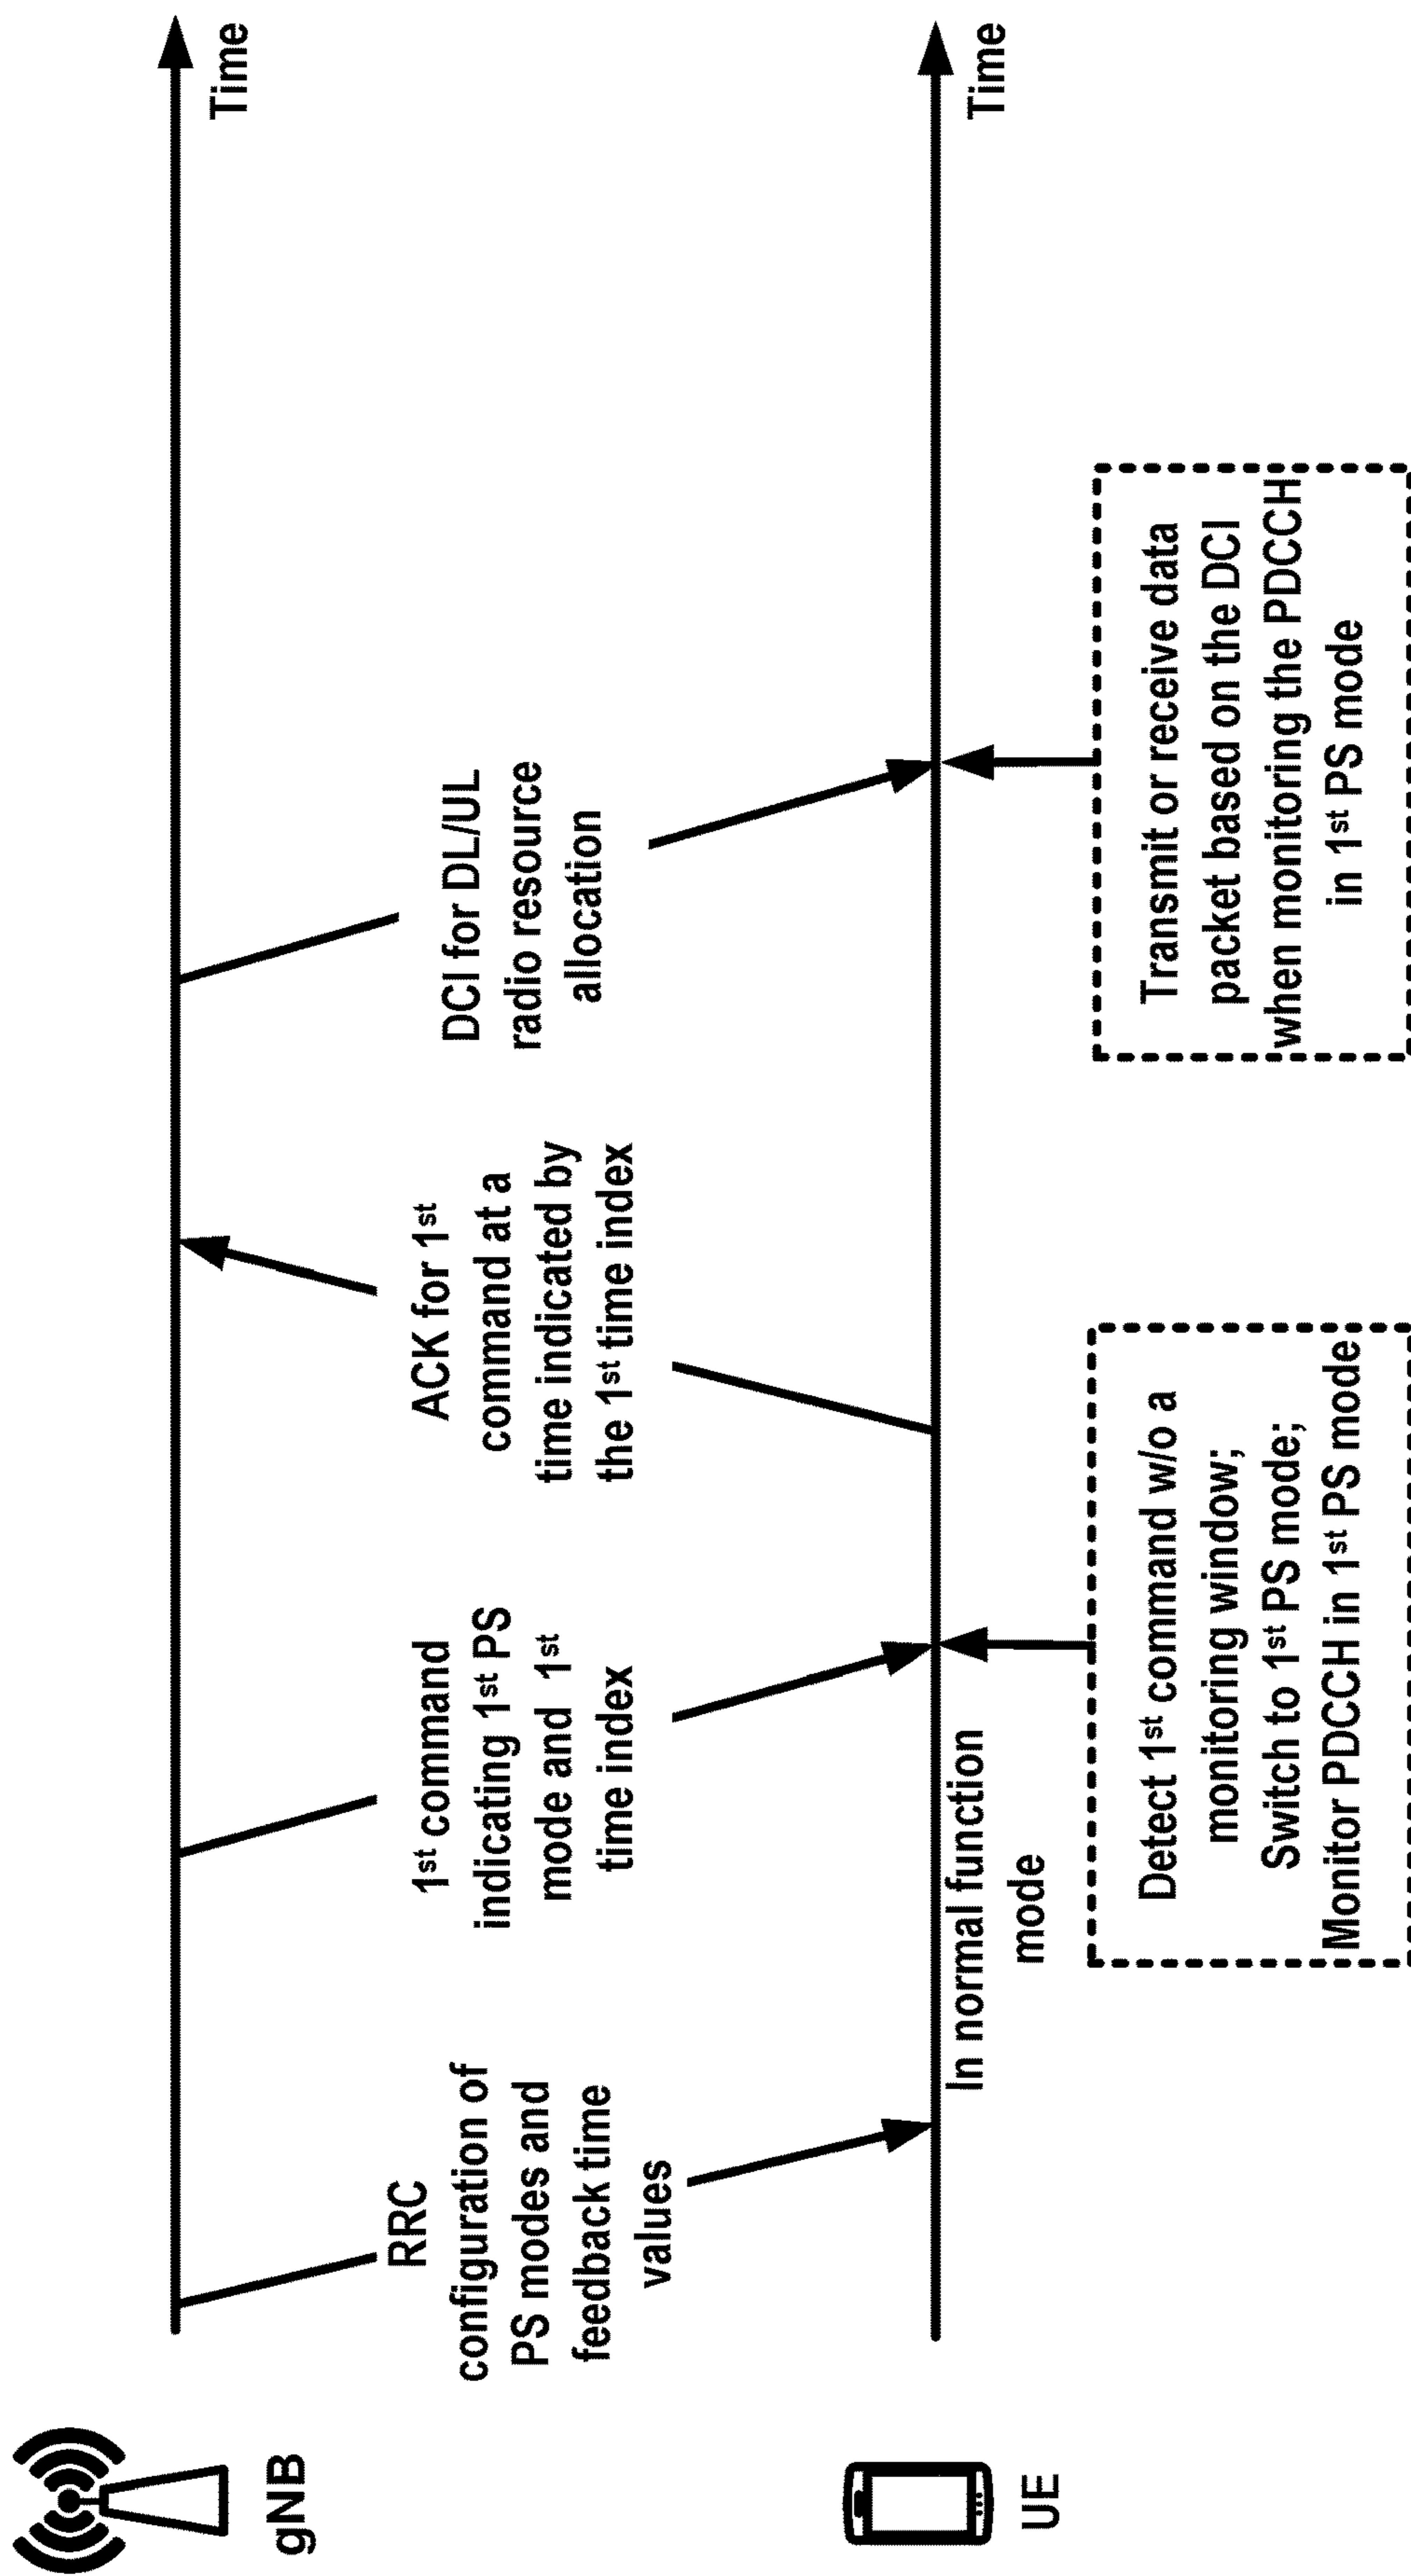 gNB
RRC
configuration of
PS modes and
feedback time
values
1st command
indicating 1st PS
mode and 1st
time index
ACK for 1st
command at a
time indicated by
the 1st time index
DCI for DL/UL
radio resource
allocation
Time
UE
In normal function
mode
Time
Detect 1st command w/o a
monitoring window;
Switch to 1st PS mode;
Monitor PDCCH in 1st PS mode
Transmit or receive data
packet based on the DCI
when monitoring the PDCCH
in 1st PS mode